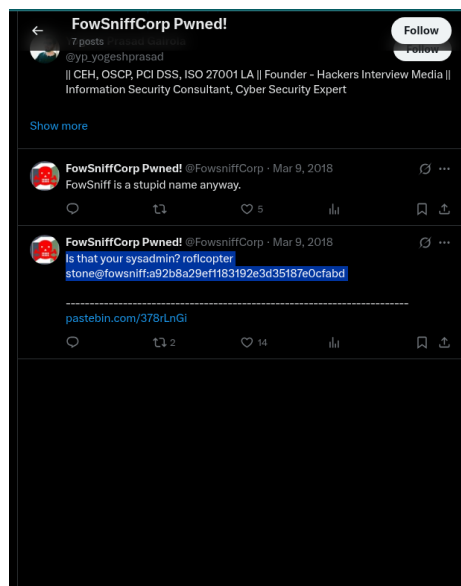 FowSniffCorp Pwned!
Follow
7 posts
Follow
@yp_yogeshprasad
|| CEH, OSCP, PCI DSS, ISO 27001 LA || Founder - Hackers Interview Media ||
Information Security Consultant, Cyber Security Expert
Show more
FowSniffCorp Pwned! @FowsniffCorp · Mar 9, 2018
FowSniff is a stupid name anyway.
5
FowSniffCorp Pwned! @FowsniffCorp · Mar 9, 2018
Is that your sysadmin? roflcopter
stone@fowsniff:a92b8a29ef1183192e3d35187e0cfabd
------------------------------------------------------------------------
pastebin.com/378rLnGi
2 14